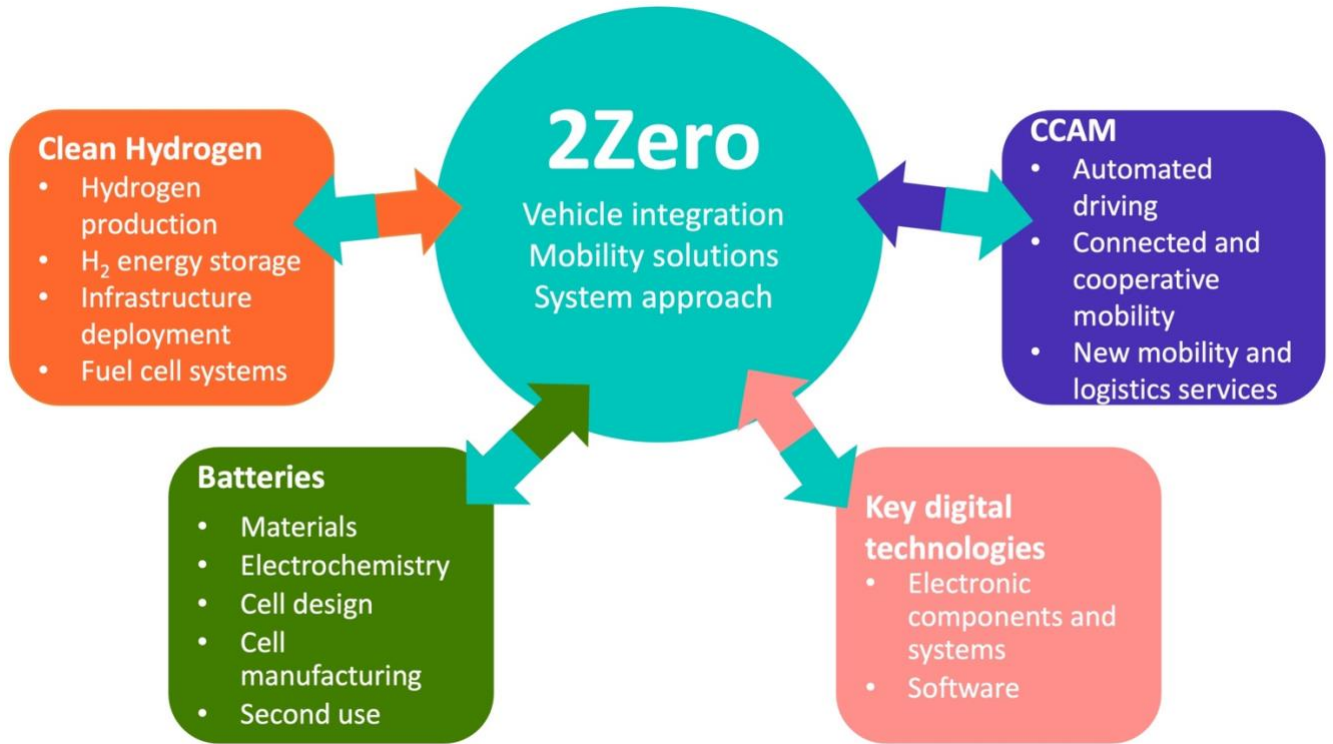 2Zero
Vehicle integration
Mobility solutions
System approach
Clean Hydrogen
• Hydrogen
production
• H₂ energy storage
• Infrastructure
deployment
• Fuel cell systems
CCAM
• Automated
driving
• Connected and
cooperative
mobility
• New mobility and
logistics services
Batteries
• Materials
• Electrochemistry
• Cell design
• Cell
manufacturing
• Second use
Key digital
technologies
• Electronic
components and
systems
• Software